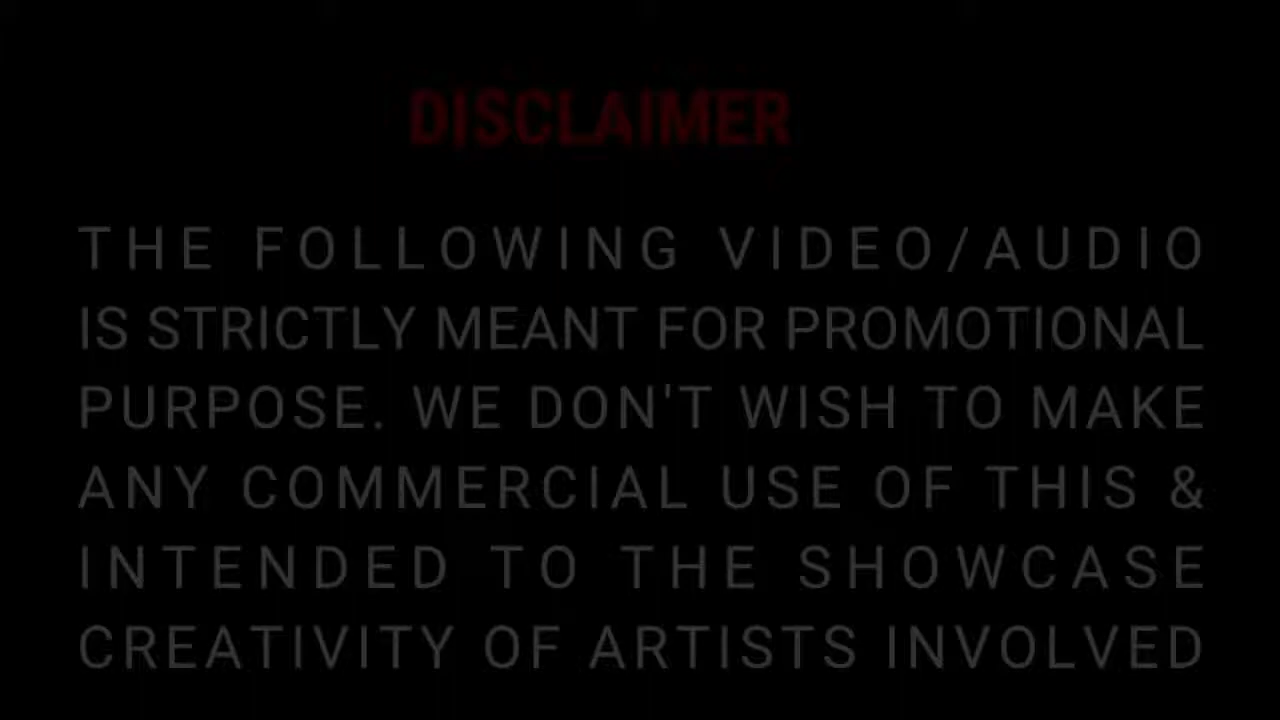 DISCLAIMER
THE FOLLOWING VIDEO/AUDIO
IS STRICTLY MEANT FOR PROMOTIONAL
PURPOSE. WE DON'T WISH TO MAKE
ANY COMMERCIAL USE OF THIS &
INTENDED TO THE SHOWCASE
CREATIVITY OF ARTISTS INVOLVED